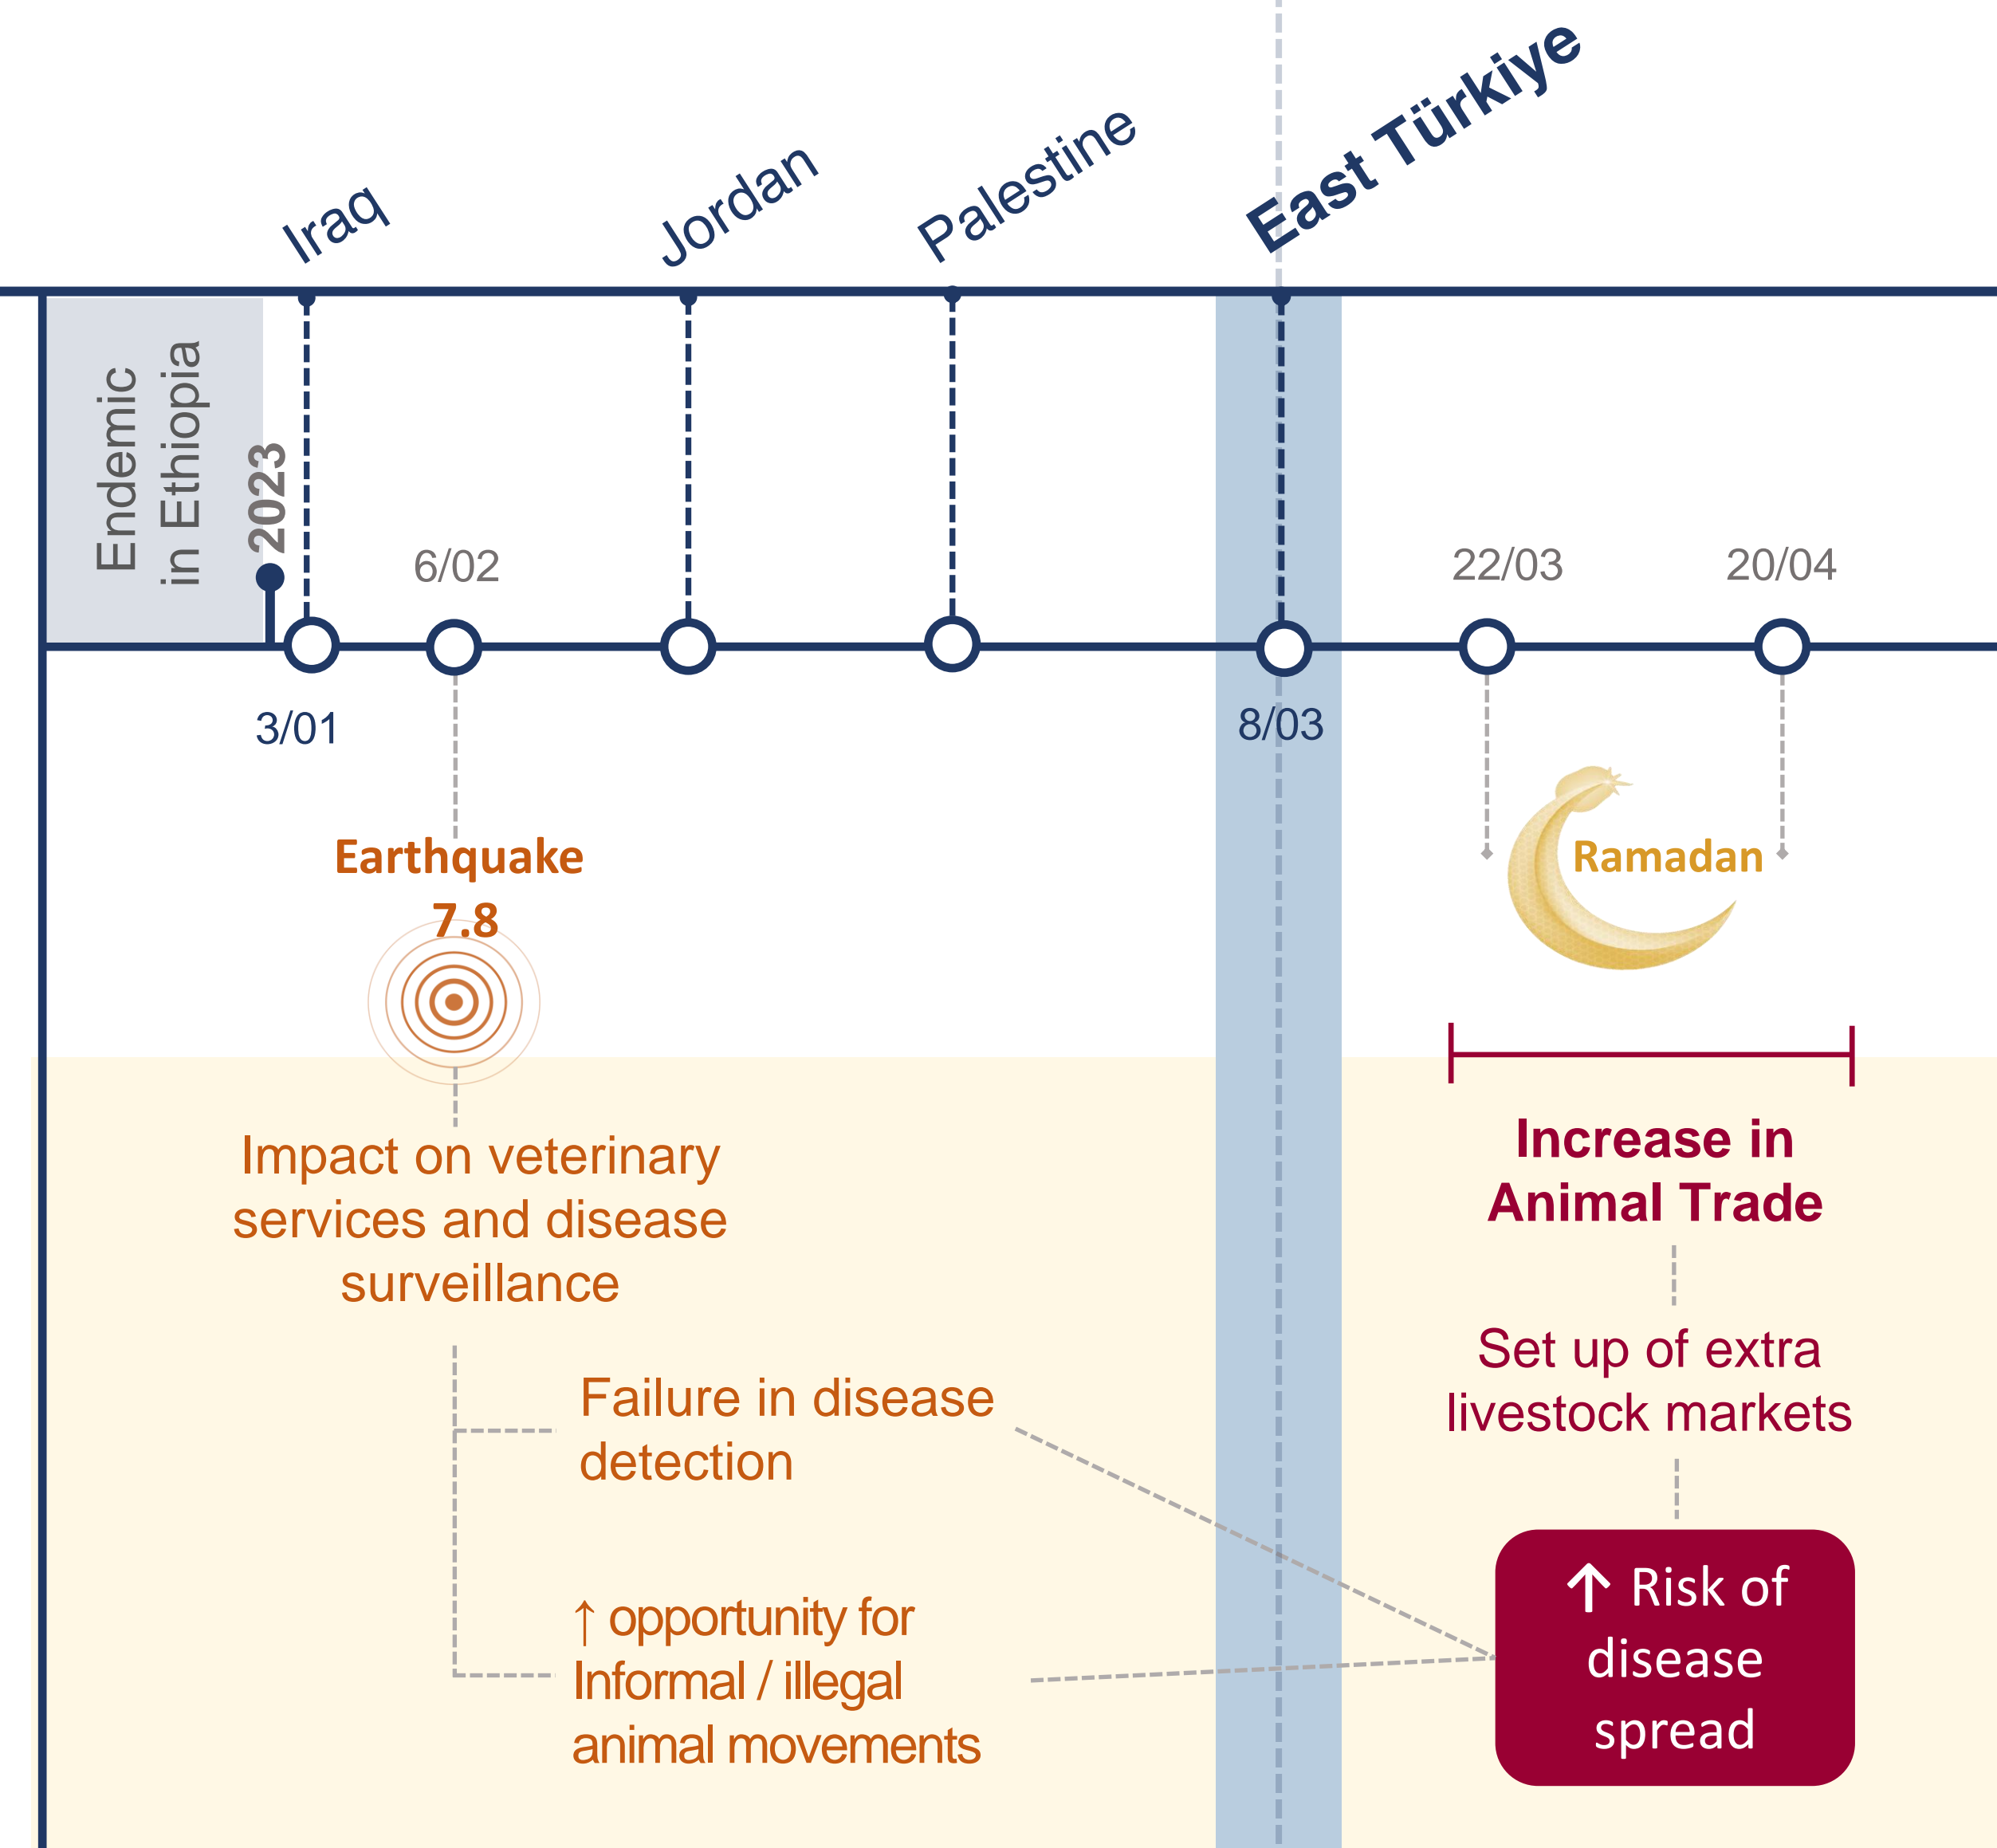 Iraq
Jordan
Palestine
East Türkiye
Endemic
in Ethiopia
2023
6/02
22/03
20/04
3/01
8/03
Earthquake
7.8
Ramadan
Impact on veterinary
services and disease
surveillance
Failure in disease
detection
↑ opportunity for
Informal / illegal
animal movements
Increase in
Animal Trade
Set up of extra
livestock markets
↑ Risk of
disease
spread